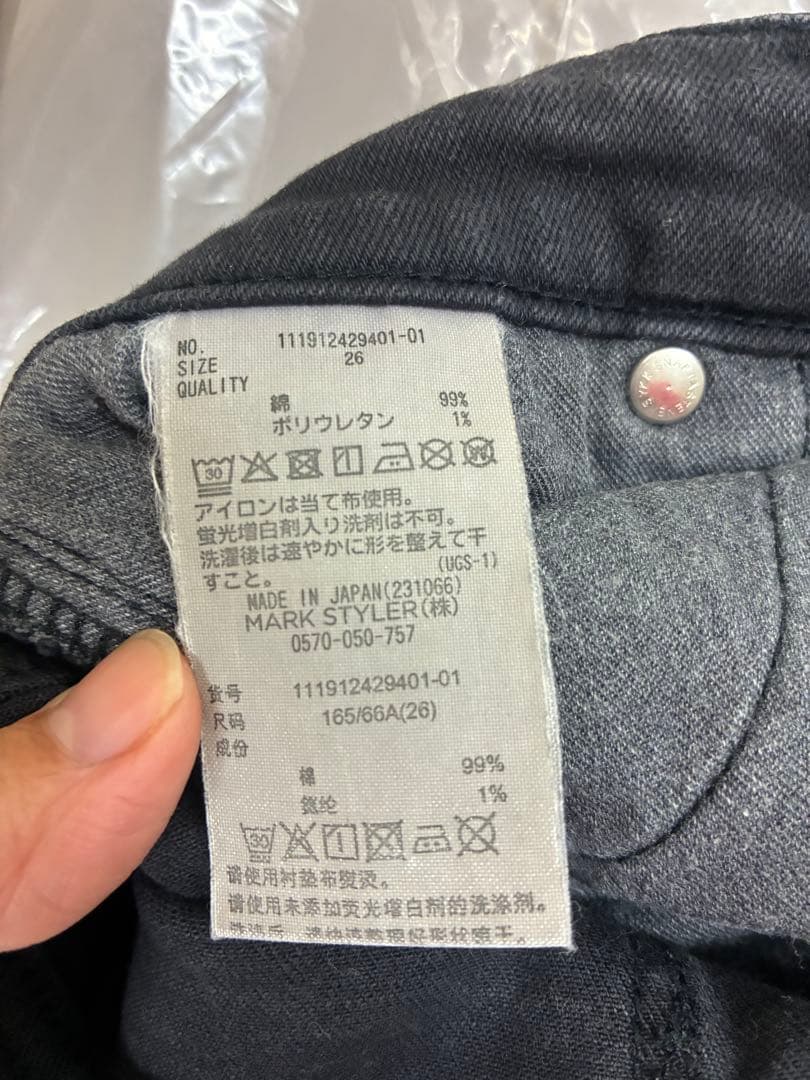 NO. 111912429401-01
SIZE 26
QUALITY
綿 99%
ポリウレタン 1%
30
アイロンは当て布使用。
蛍光増白剤入り洗剤は不可。
洗濯後は速やかに形を整えて干
すこと。 (UGS-1)
MADE IN JAPAN(231066)
MARK STYLER(株)
0570-050-757
货号 111912429401-01
尺码 165/66A(26)
成份
棉 99%
氨纶 1%
30
请使用衬垫布熨烫。
请使用未添加荧光增白剤的洗涤剂。
YKK SNAP FASTENERS